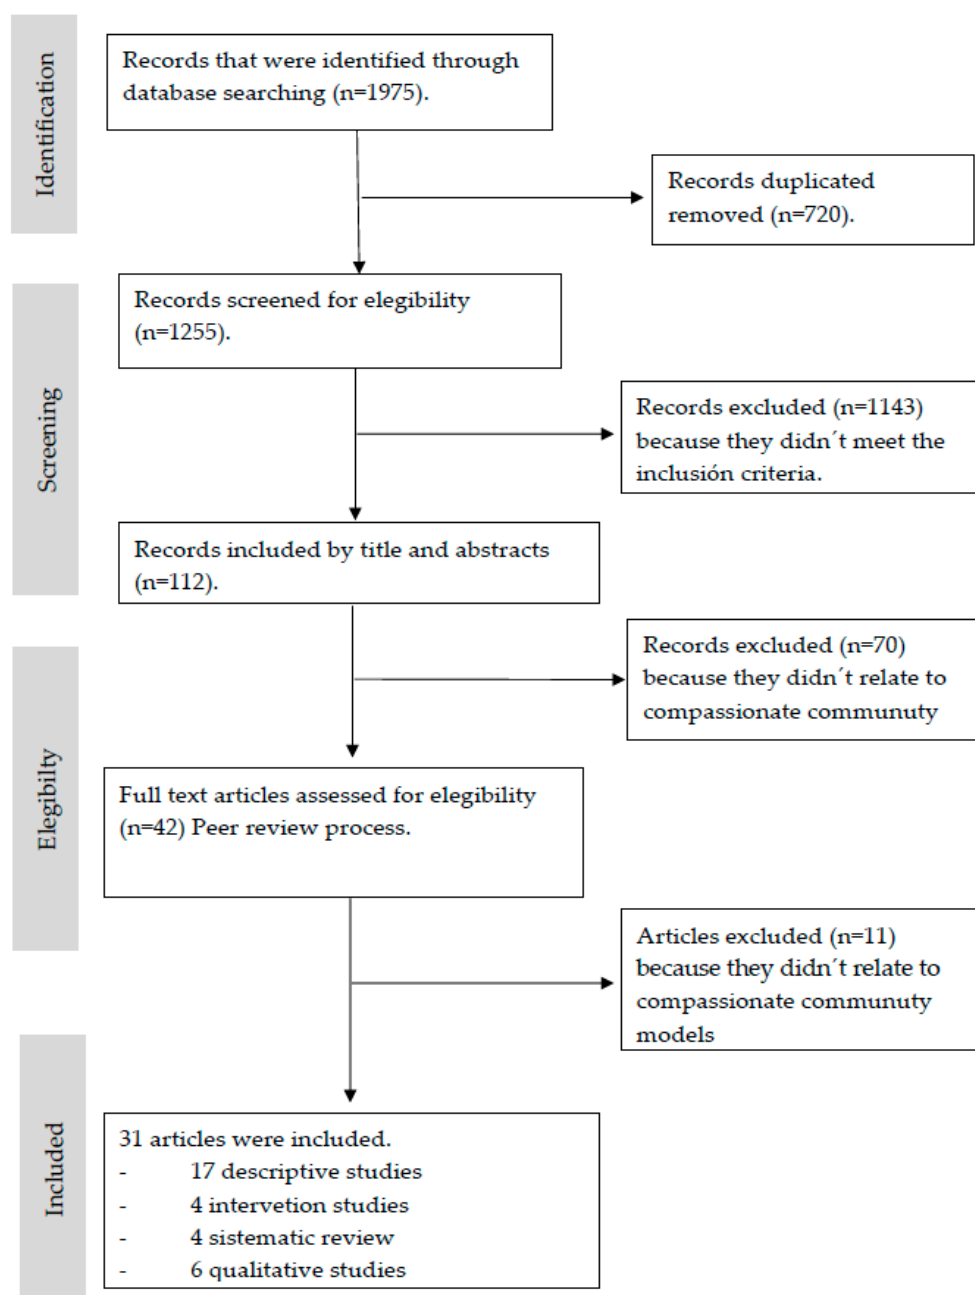 Identification
Records that were identified through
database searching (n=1975).
Records duplicated
removed (n=720).
Screening
Records screened for elegibility
(n=1255).
Records excluded (n=1143)
because they didn´t meet the
inclusión criteria.
Records included by title and abstracts
(n=112).
Elegibilty
Records excluded (n=70)
because they didn´t relate to
compassionate communuty
Full text articles assessed for elegibility
(n=42) Peer review process.
Articles excluded (n=11)
because they didn´t relate to
compassionate communuty
models
Included
31 articles were included.
- 17 descriptive studies
- 4 intervetion studies
- 4 sistematic review
- 6 qualitative studies